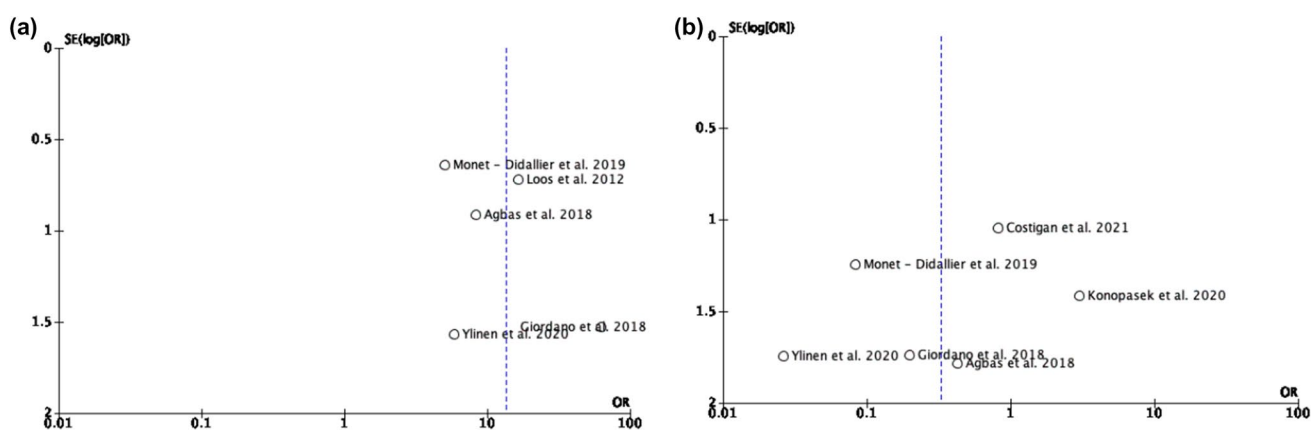 (a)
SE(log[OR])
0
0.5
Monet – Didallier et al. 2019
Loos et al. 2012
Agbas et al. 2018
1
1.5
Giordano et al. 2018
Ylinen et al. 2020
OR
2
0.01
0.1
1
10
100
(b)
SE(log[OR])
0
0.5
1
Costigan et al. 2021
Monet – Didallier et al. 2019
Konopasek et al. 2020
1.5
Ylinen et al. 2020
Giordano et al. 2018
Agbas et al. 2018
OR
2
0.01
0.1
1
10
100